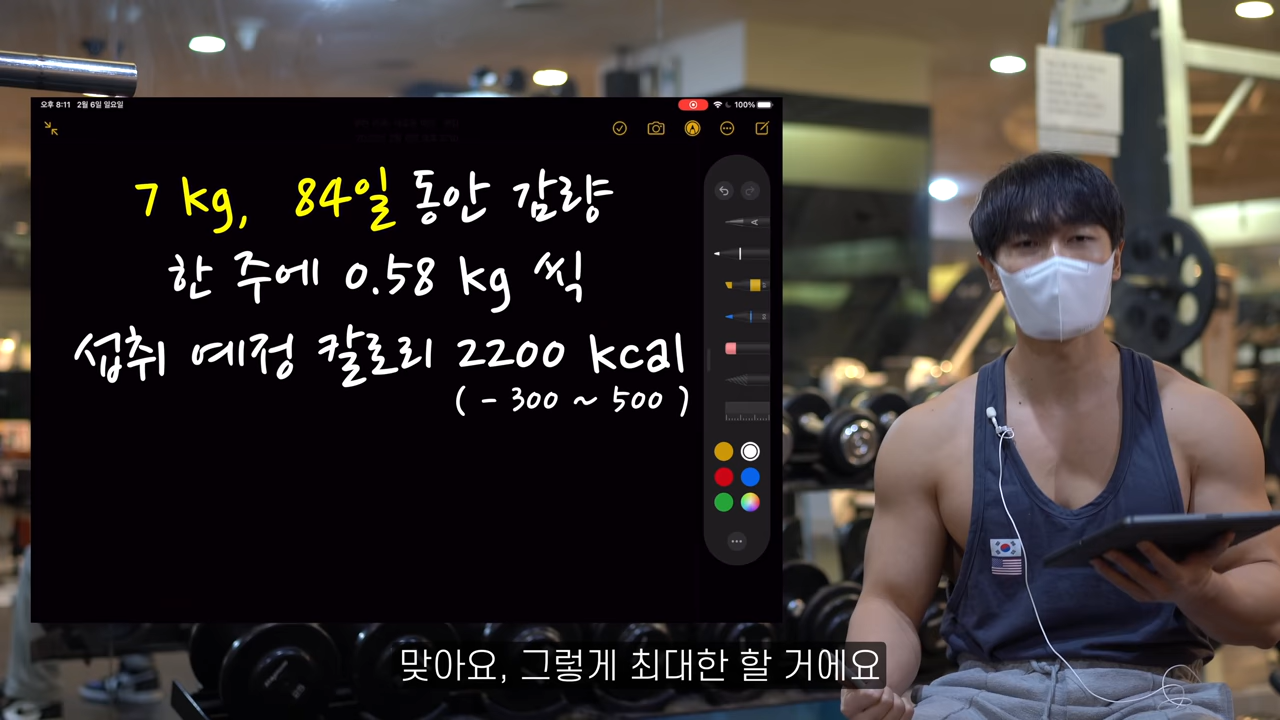 오후 8:11 2월 6일 일요일
100%
7 kg, 84일 동안 감량
한 주에 0.58 kg 씩
섭취 예정 칼로리 2200 kcal
( - 300 ~ 500 )
맞아요, 그렇게 최대한 할 거에요